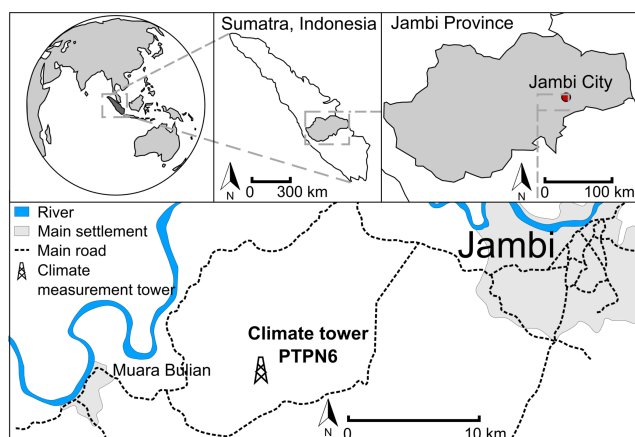 Sumatra, Indonesia
N
0 300 km
Jambi Province
Jambi City
N
0 100 km
River
Main settlement
Main road
Climate
measurement tower
Jambi
Climate tower
PTPN6
Muara Bulian
N
0 10 km